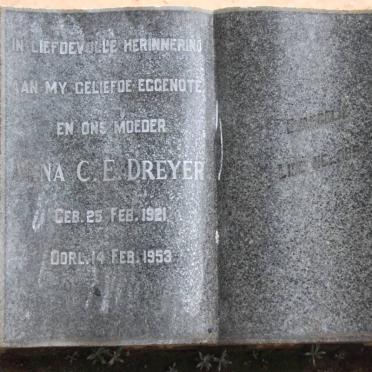 IN LIEFDEVOLLE HERINNERING
AAN MY GELIEFDE EGGENOTE
EN ONS MOEDER
C. E. DREYER
GEB. 25 FEB. 1921
OORL. 14 FEB. 1953